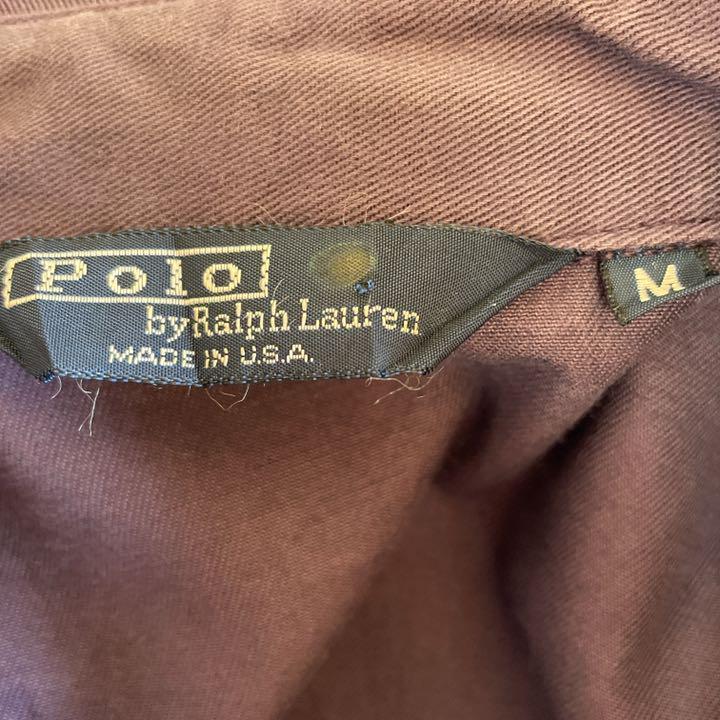 Polo
by Ralph Lauren
MADE IN U.S.A.
M